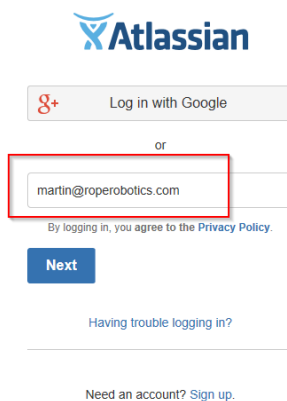 Atlassian
g+ Log in with Google
or
martin@roperobotics.com
By logging in, you agree to the Privacy Policy.
Next
Having trouble logging in?
Need an account? Sign up.